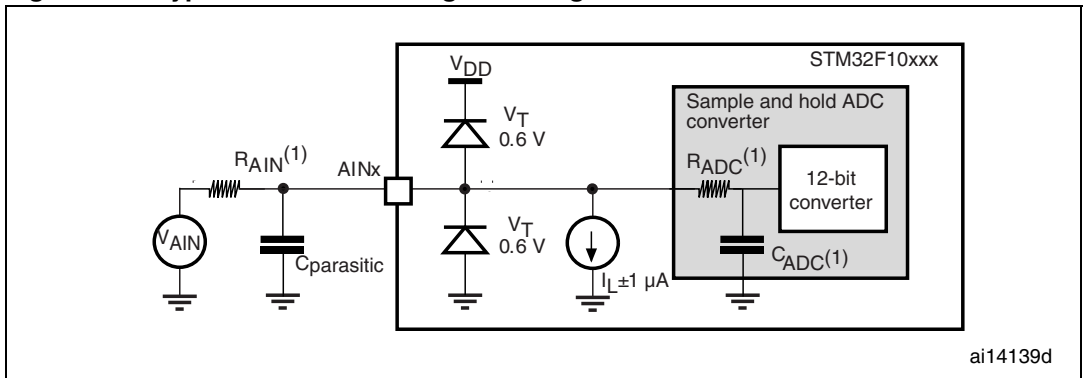 STM32F10xxx
VDD
Sample and hold ADC
converter
VT
0.6 V
RAIN(1)
AINx
RADC(1)
12-bit
converter
VAIN
VT
0.6 V
Cparasitic
IL±1 µA
CADC(1)
ai14139d